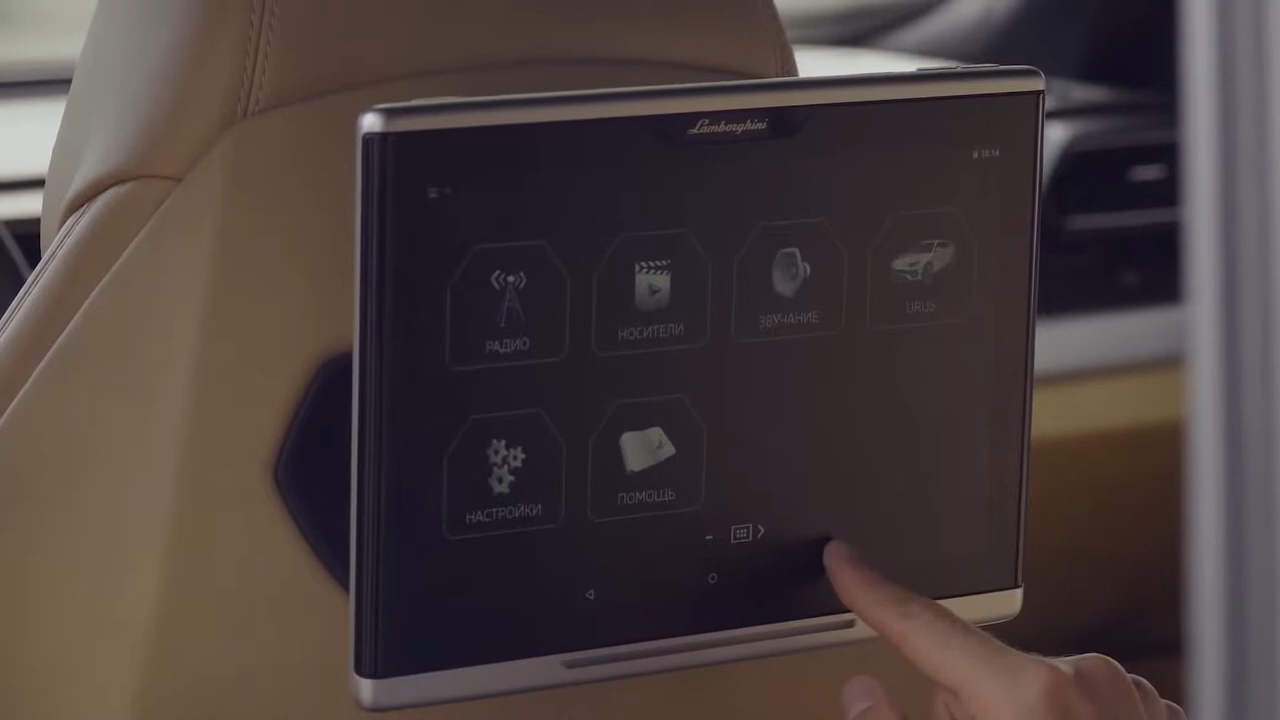 Lamborghini
РАДИО
НОСИТЕЛИ
ЗВУЧАНИЕ
URUS
НАСТРОЙКИ
ПОМОЩЬ